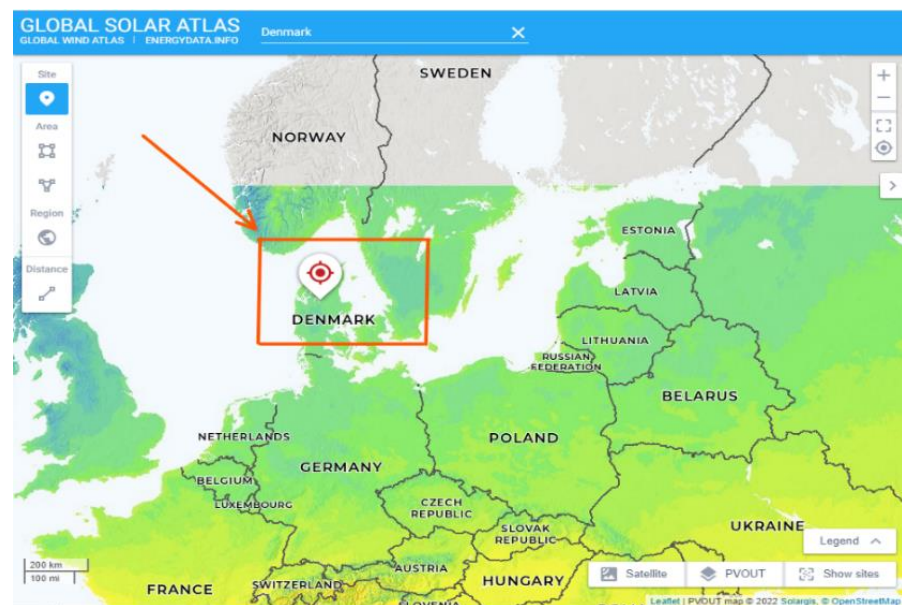 GLOBAL SOLAR ATLAS
GLOBAL WIND ATLAS | ENERGYDATA.INFO
Denmark
Site
Area
Region
Distance
SWEDEN
NORWAY
ESTONIA
LATVIA
DENMARK
LITHUANIA
RUSSIAN
FEDERATION
BELARUS
NETHERLANDS
POLAND
GERMANY
BELGIUM
LUXEMBOURG
CZECH
REPUBLIC
SLOVAK
REPUBLIC
UKRAINE
Legend
200 km
100 mi
AUSTRIA
FRANCE
SWITZERLAND
HUNGARY
Satellite
PVOUT
Show sites
Leaflet | PVOUT map © 2022 Solargis, © OpenStreetMap